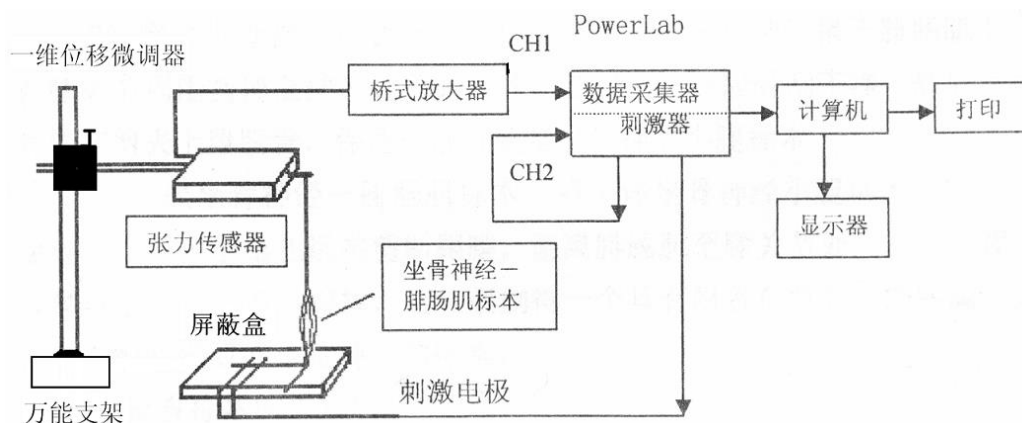 PowerLab
一维位移微调器
CH1
桥式放大器
数据采集器
刺激器
计算机
打印
CH2
显示器
张力传感器
坐骨神经－
腓肠肌标本
屏蔽盒
刺激电极
万能支架